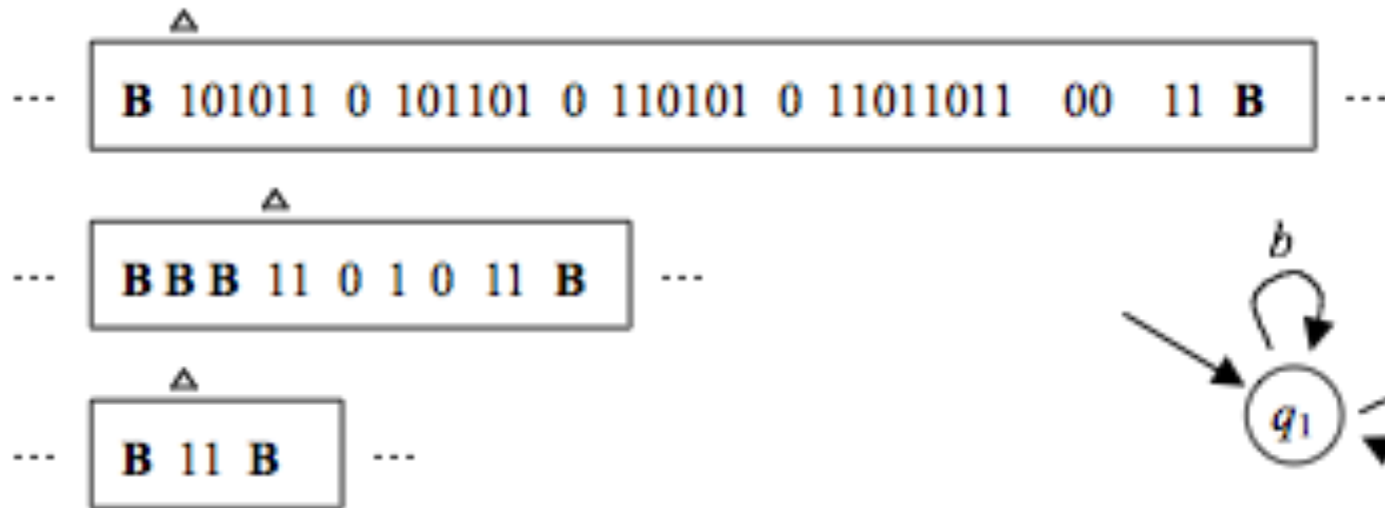 --- B 101011 0 101101 0 110101 0 11011011 00 11 B ---
--- B B B 11 0 1 0 11 B ---
b
q1
--- B 11 B ---